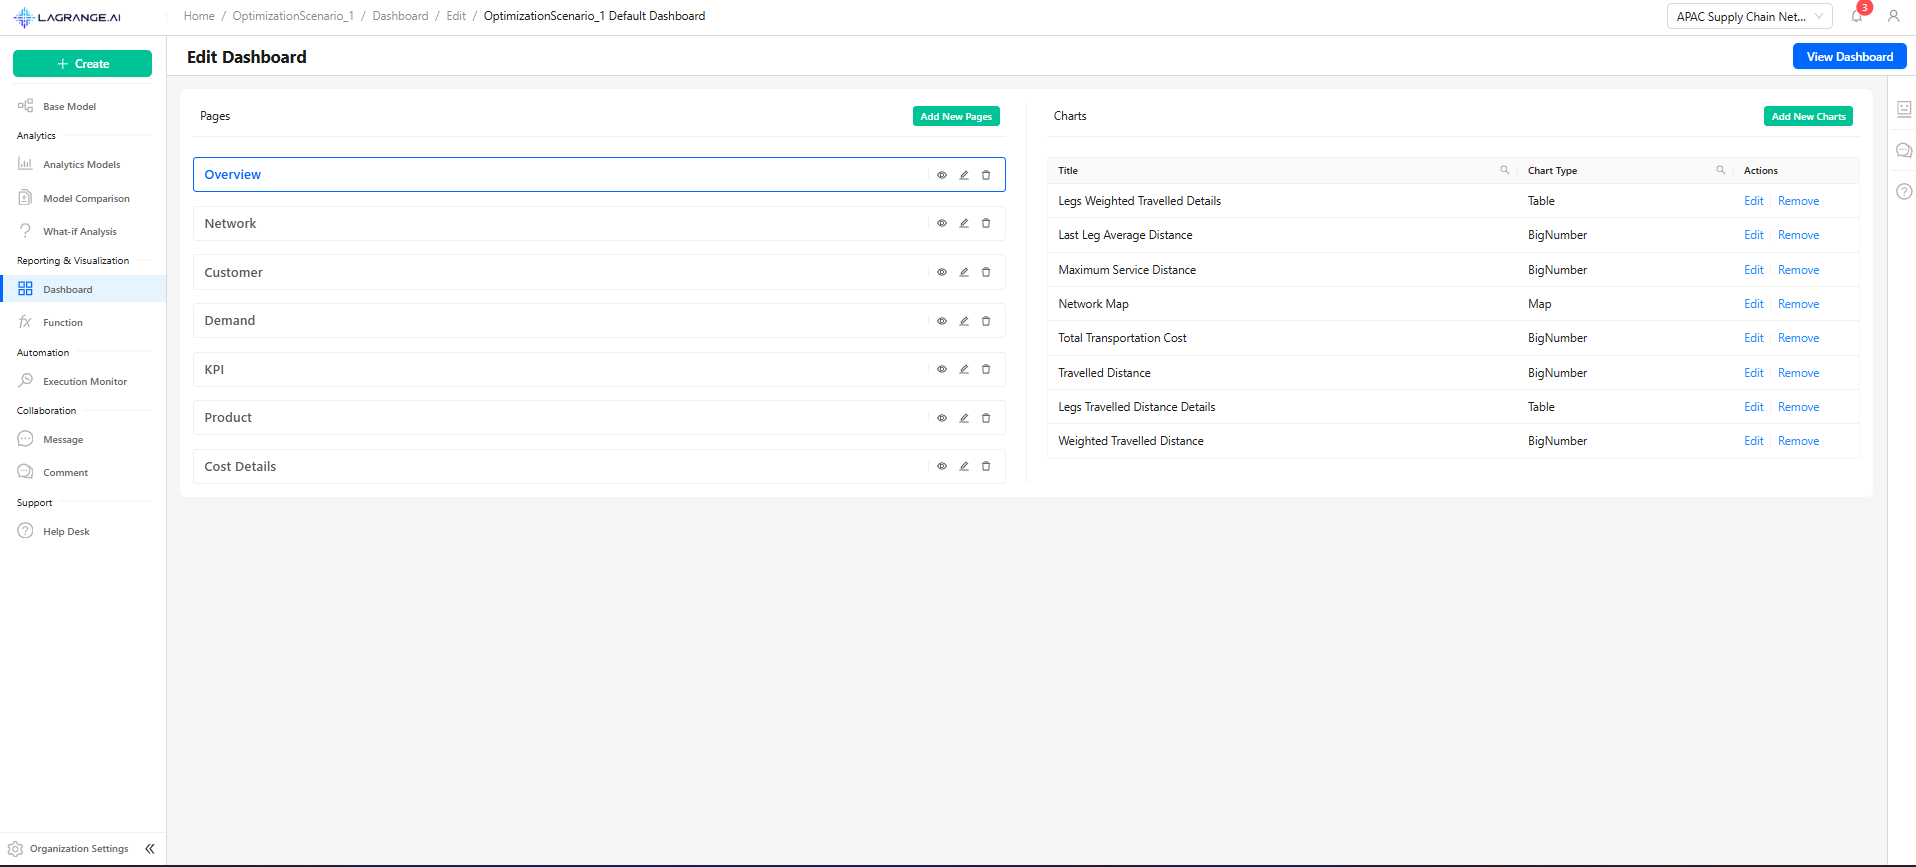 LAGRANGE.AI
Home / OptimizationScenario_1 / Dashboard / Edit / OptimizationScenario_1 Default Dashboard
APAC Supply Chain Net...
3
+ Create
Edit Dashboard
View Dashboard
Base Model
Analytics
Analytics Models
Model Comparison
What-if Analysis
Reporting & Visualization
Dashboard
Function
Automation
Execution Monitor
Collaboration
Message
Comment
Support
Help Desk
Organization Settings
Pages
Add New Pages
Overview
Network
Customer
Demand
KPI
Product
Cost Details
Charts
Add New Charts
Title Chart Type Actions
Legs Weighted Travelled Details Table Edit Remove
Last Leg Average Distance BigNumber Edit Remove
Maximum Service Distance BigNumber Edit Remove
Network Map Map Edit Remove
Total Transportation Cost BigNumber Edit Remove
Travelled Distance BigNumber Edit Remove
Legs Travelled Distance Details Table Edit Remove
Weighted Travelled Distance BigNumber Edit Remove